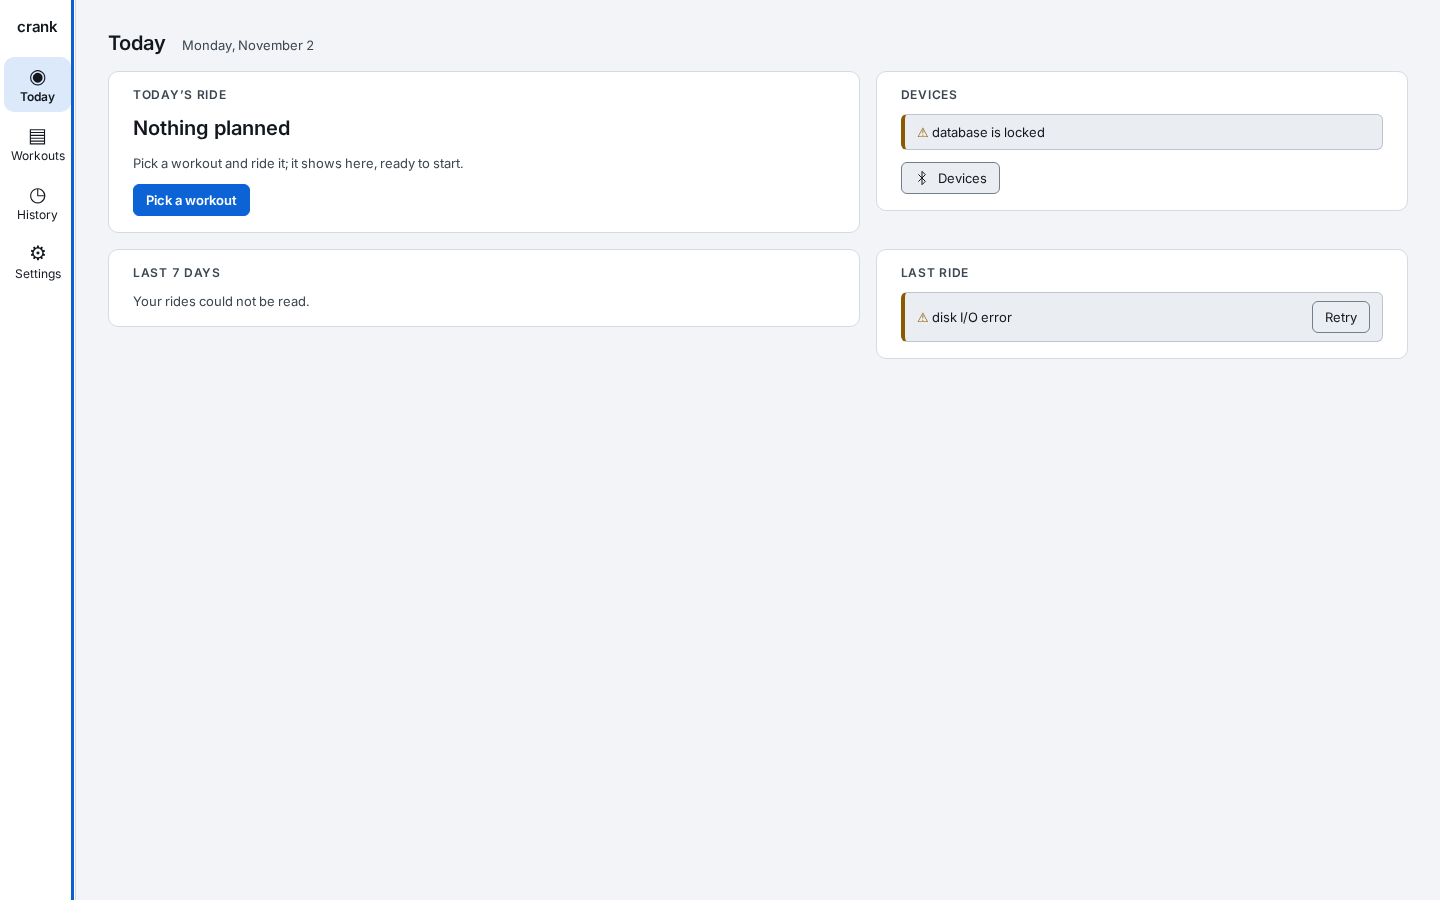 crank
Today
Workouts
History
Settings
Today Monday, November 2
TODAY’S RIDE
Nothing planned
Pick a workout and ride it; it shows here, ready to start.
Pick a workout
DEVICES
⚠ database is locked
Devices
LAST 7 DAYS
Your rides could not be read.
LAST RIDE
⚠ disk I/O error
Retry